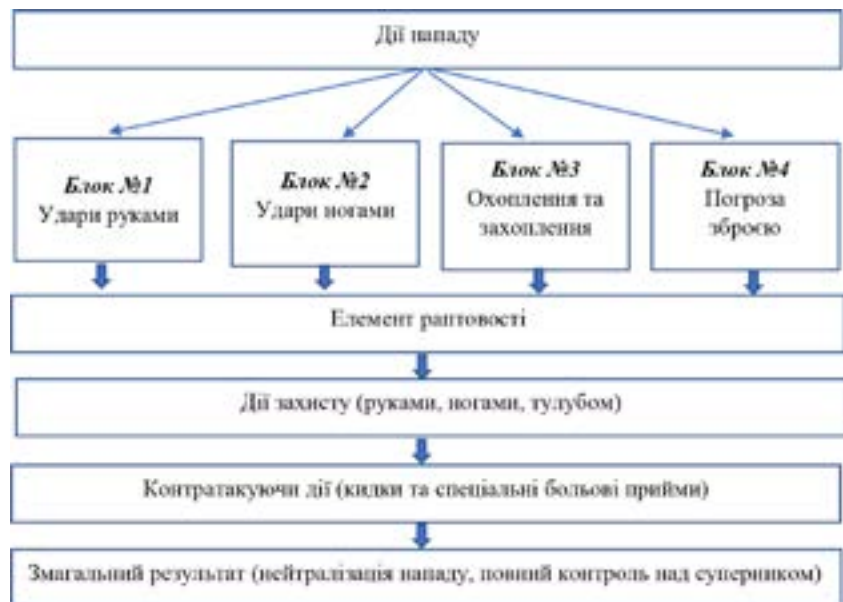 Дії нападу
Блок №1
Удари руками
Блок №2
Удари ногами
Блок №3
Охоплення та
захоплення
Блок №4
Погроза
зброєю
Елемент раптовості
Дії захисту (руками, ногами, тулубом)
Контратакуючи дії (кидки та спеціальні больові прийми)
Змагальний результат (нейтралізація нападу, повний контроль над суперником)